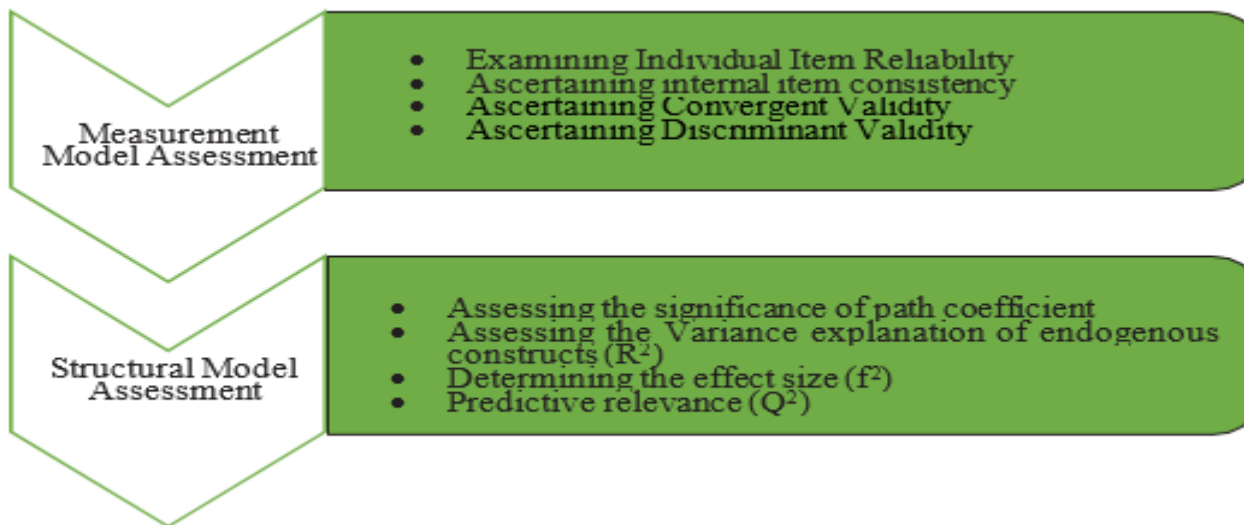 Measurement
Model Assessment
• Examining Individual Item Reliability
• Ascertaining internal item consistency
• Ascertaining Convergent Validity
• Ascertaining Discriminant Validity
Structural Model
Assessment
• Assessing the significance of path coefficient
• Assessing the Variance explanation of endogenous
constructs (R²)
• Determining the effect size (f²)
• Predictive relevance (Q²)